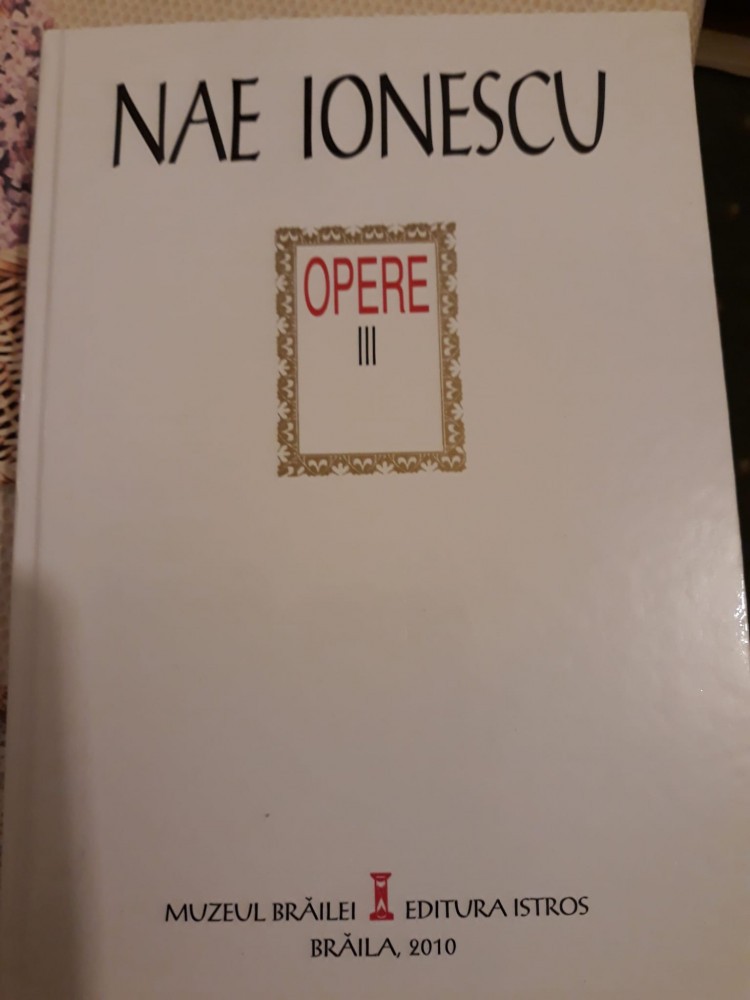 NAE IONESCU
OPERE
III
MUZEUL BRĂILEI EDITURA ISTROS
BRĂILA, 2010